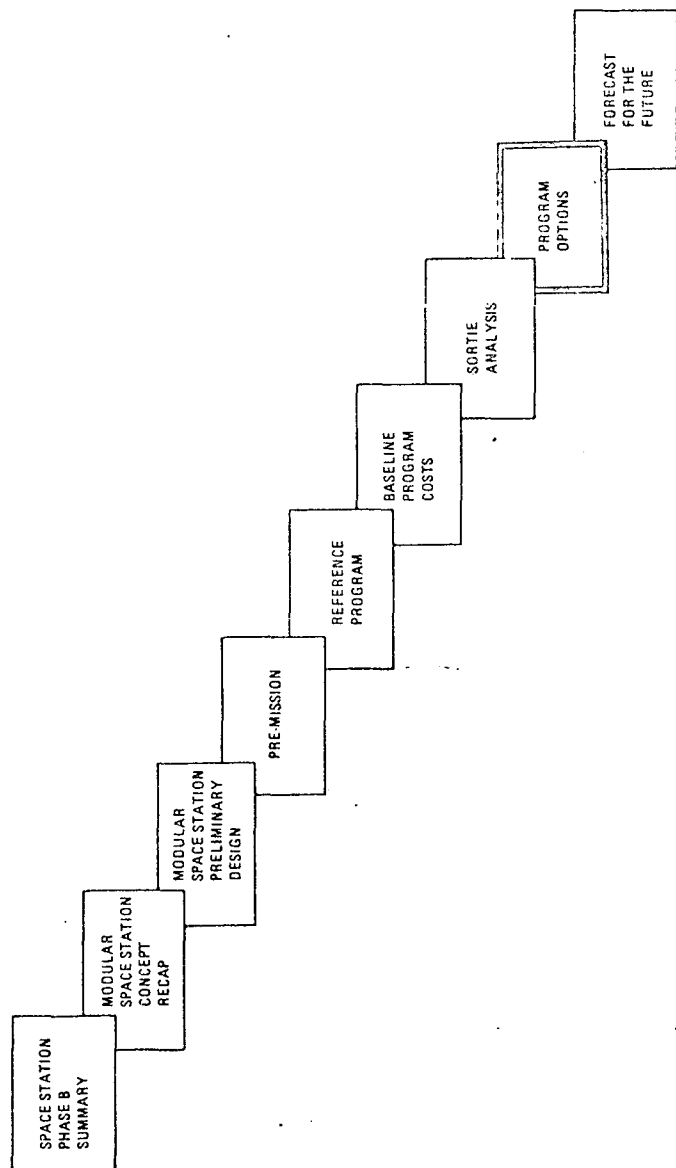 SPACE STATION
PHASE B
SUMMARY
MODULAR
SPACE STATION
CONCEPT
RECAP
MODULAR
SPACE STATION
PRELIMINARY
DESIGN
PRE-MISSION
REFERENCE
PROGRAM
BASELINE
PROGRAM
COSTS
SORTIE
ANALYSIS
PROGRAM
OPTIONS
FORECAST
FOR THE
FUTURE